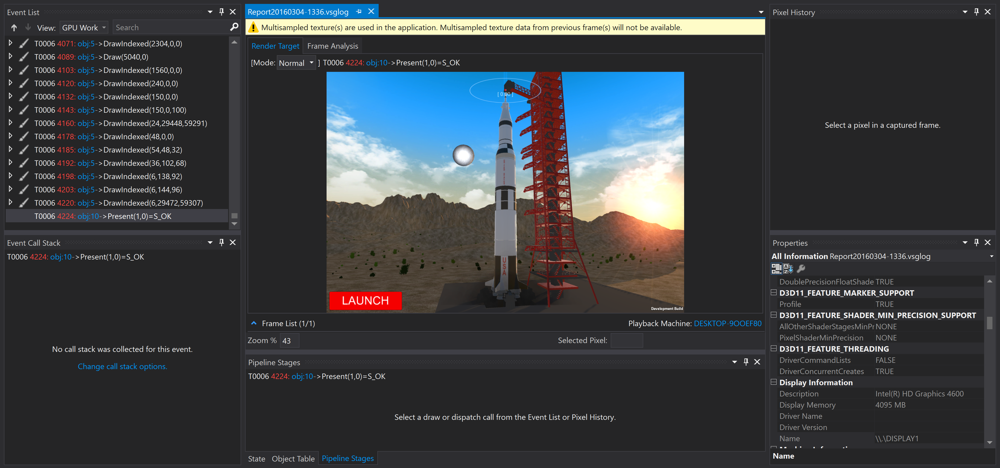 Event List
View: GPU Work Search
T0006 4071: obj:5->DrawIndexed(2304,0,0)
T0006 4089: obj:5->Draw(5040,0)
T0006 4103: obj:5->DrawIndexed(1560,0,0)
T0006 4120: obj:5->DrawIndexed(240,0,0)
T0006 4132: obj:5->DrawIndexed(150,0,0)
T0006 4143: obj:5->DrawIndexed(150,0,100)
T0006 4160: obj:5->DrawIndexed(24,29448,59291)
T0006 4178: obj:5->DrawIndexed(48,0,0)
T0006 4185: obj:5->DrawIndexed(54,48,32)
T0006 4192: obj:5->DrawIndexed(36,102,68)
T0006 4198: obj:5->DrawIndexed(6,138,92)
T0006 4203: obj:5->DrawIndexed(6,144,96)
T0006 4220: obj:5->DrawIndexed(6,29472,59307)
T0006 4224: obj:10->Present(1,0)=S_OK
Event Call Stack
T0006 4224: obj:10->Present(1,0)=S_OK
No call stack was collected for this event.
Change call stack options.
Report20160304-1336.vsglog
Multisampled texture(s) are used in the application. Multisampled texture data from previous frame(s) will not be available.
Render Target Frame Analysis
[Mode: Normal ] T0006 4224: obj:10->Present(1,0)=S_OK
[ 0.00 ]
USA
LAUNCH
Development Build
Frame List (1/1) Playback Machine: DESKTOP-9OOEF80
Zoom % 43 Selected Pixel:
Pipeline Stages
T0006 4224: obj:10->Present(1,0)=S_OK
Select a draw or dispatch call from the Event List or Pixel History.
State Object Table Pipeline Stages
Pixel History
Select a pixel in a captured frame.
Properties
All Information Report20160304-1336.vsglog
DoublePrecisionFloatShade TRUE
D3D11_FEATURE_MARKER_SUPPORT
Profile TRUE
D3D11_FEATURE_SHADER_MIN_PRECISION_SUPPORT
AllOtherShaderStagesMinPr NONE
PixelShaderMinPrecision NONE
D3D11_FEATURE_THREADING
DriverCommandLists FALSE
DriverConcurrentCreates TRUE
Display Information
Description Intel(R) HD Graphics 4600
Display Memory 4095 MB
Driver Name
Driver Version
Name \\.\DISPLAY1
Name